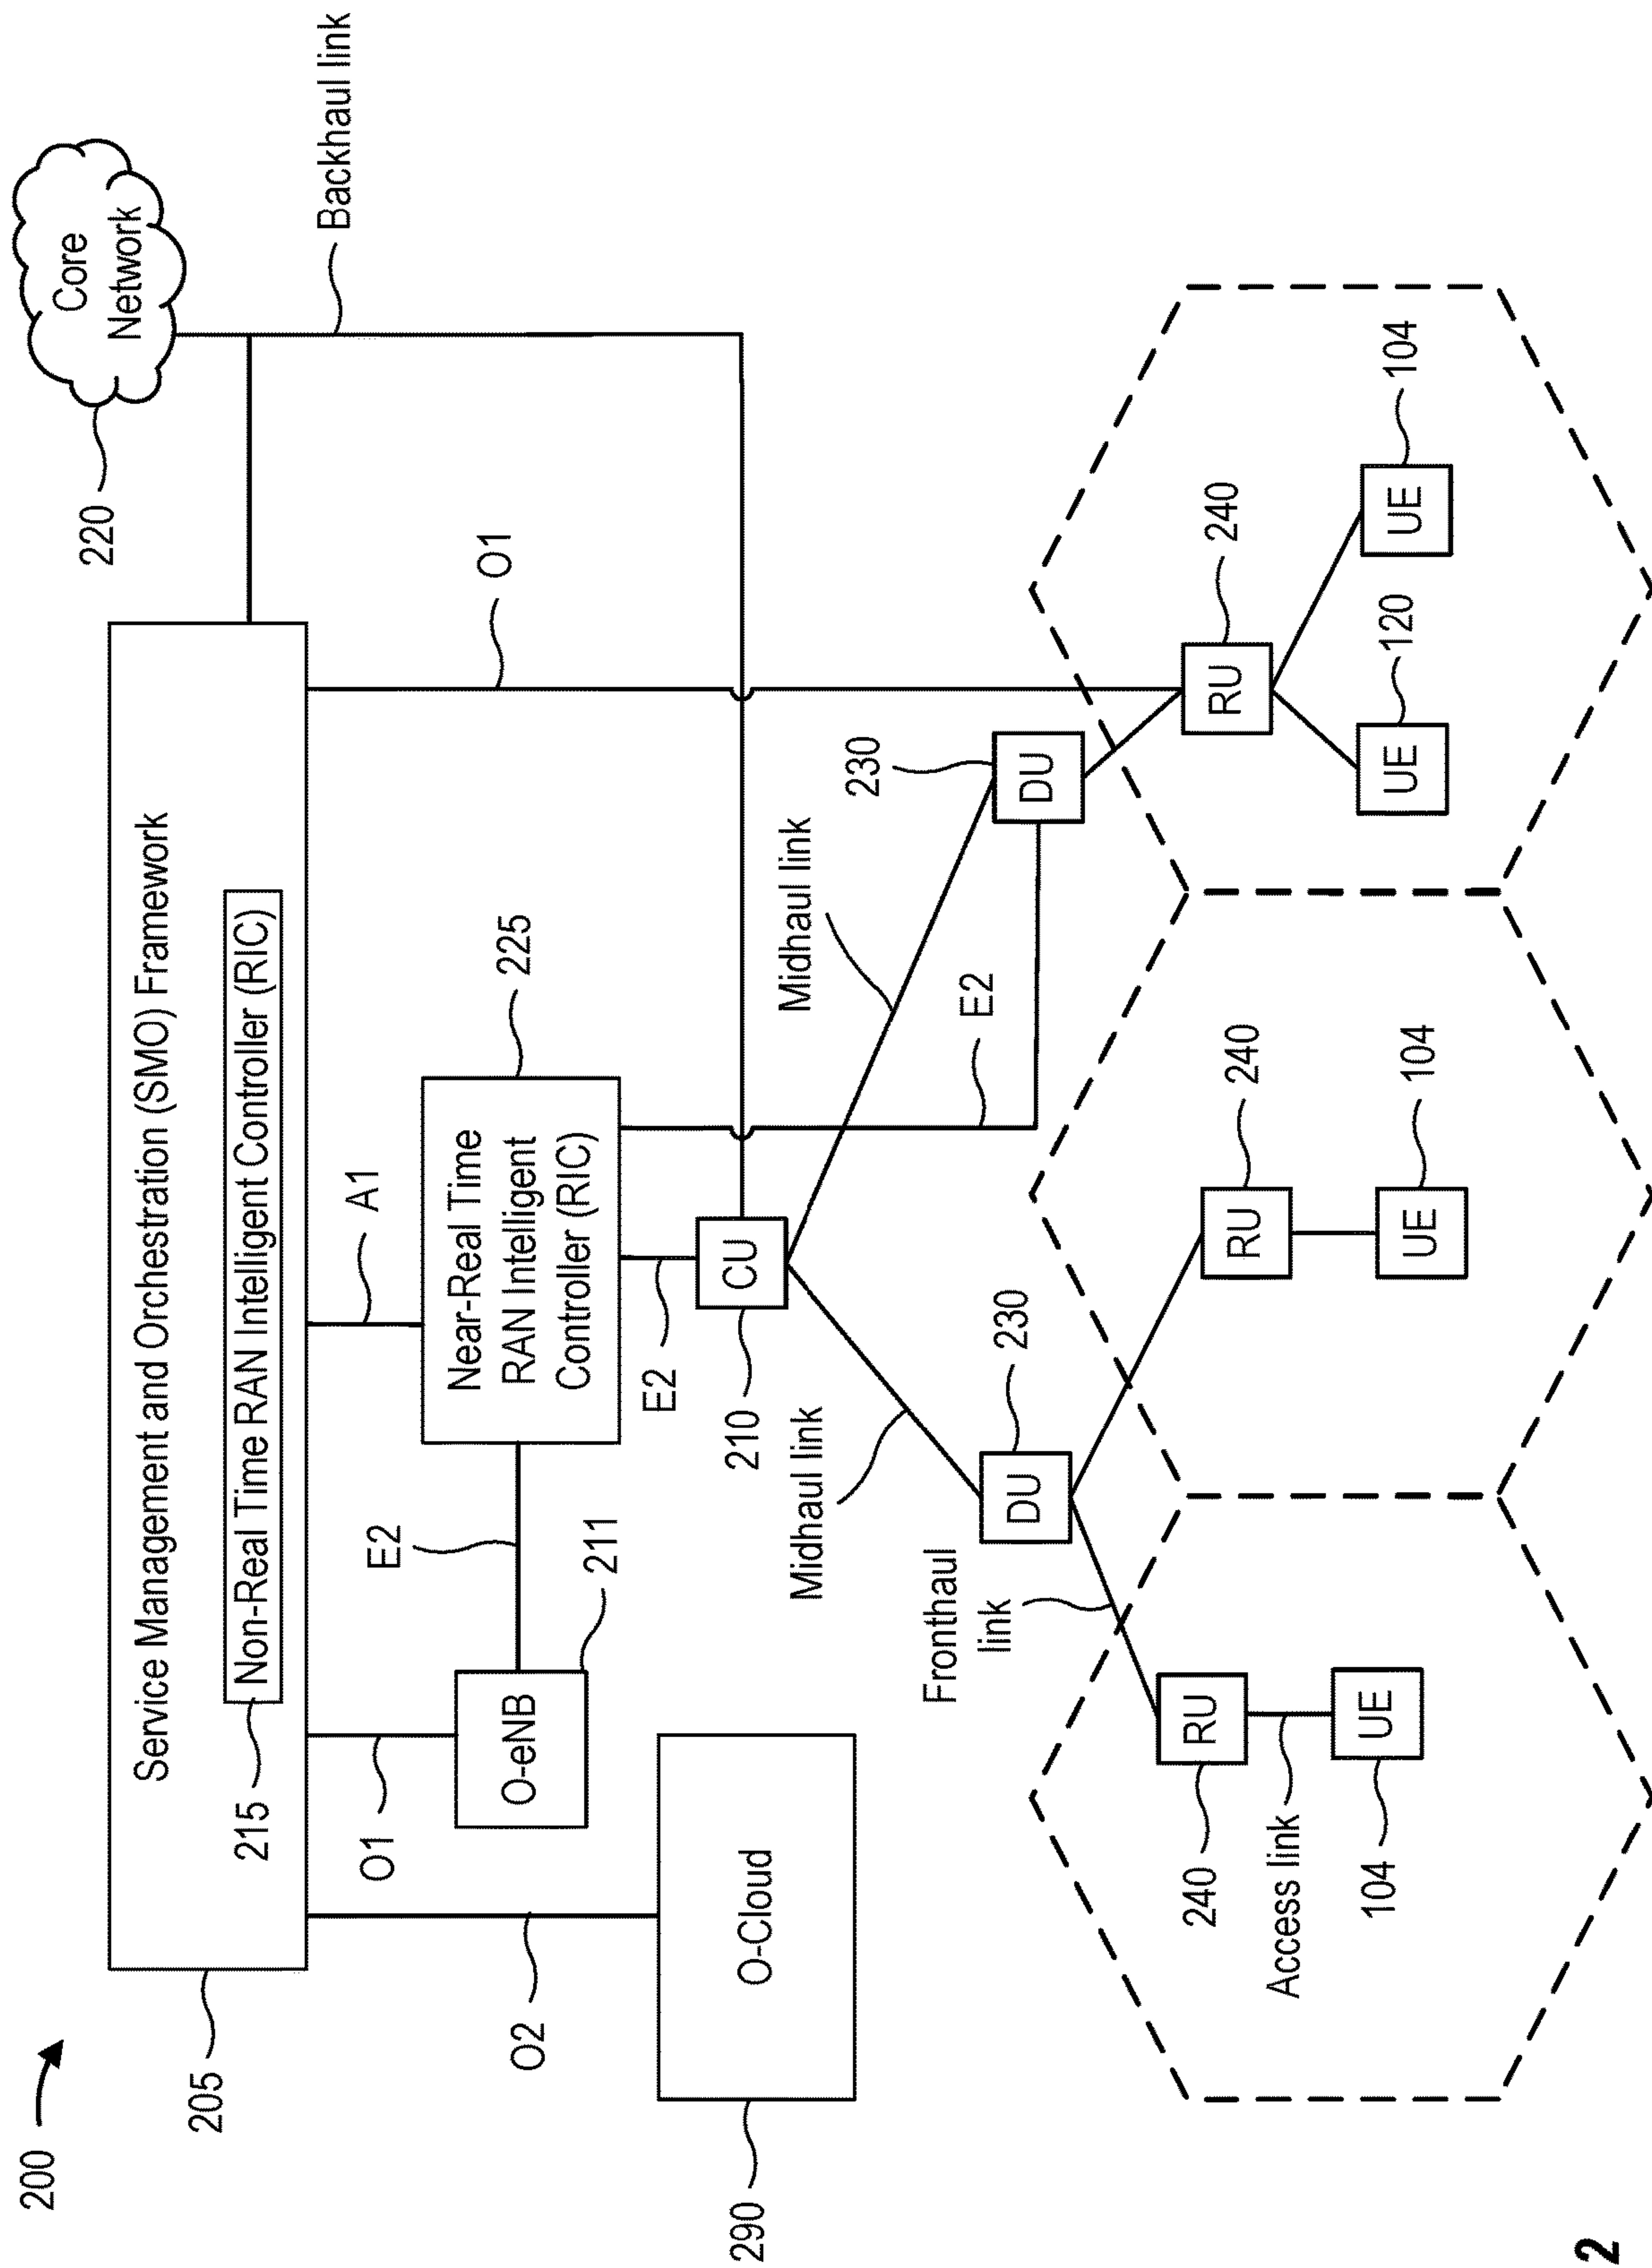 200
205
Service Management and Orchestration (SMO) Framework
215
Non-Real Time RAN Intelligent Controller (RIC)
Core
Network
220
Backhaul link
O2
O1
A1
O1
E2
Near-Real Time
RAN Intelligent
Controller (RIC)
225
O-eNB
211
E2
CU
210
290
O-Cloud
Midhaul link
Midhaul link
E2
230
DU
Fronthaul
link
DU
230
240
RU
Access link
104
UE
RU
240
UE
104
RU
240
UE
120
UE
104
2